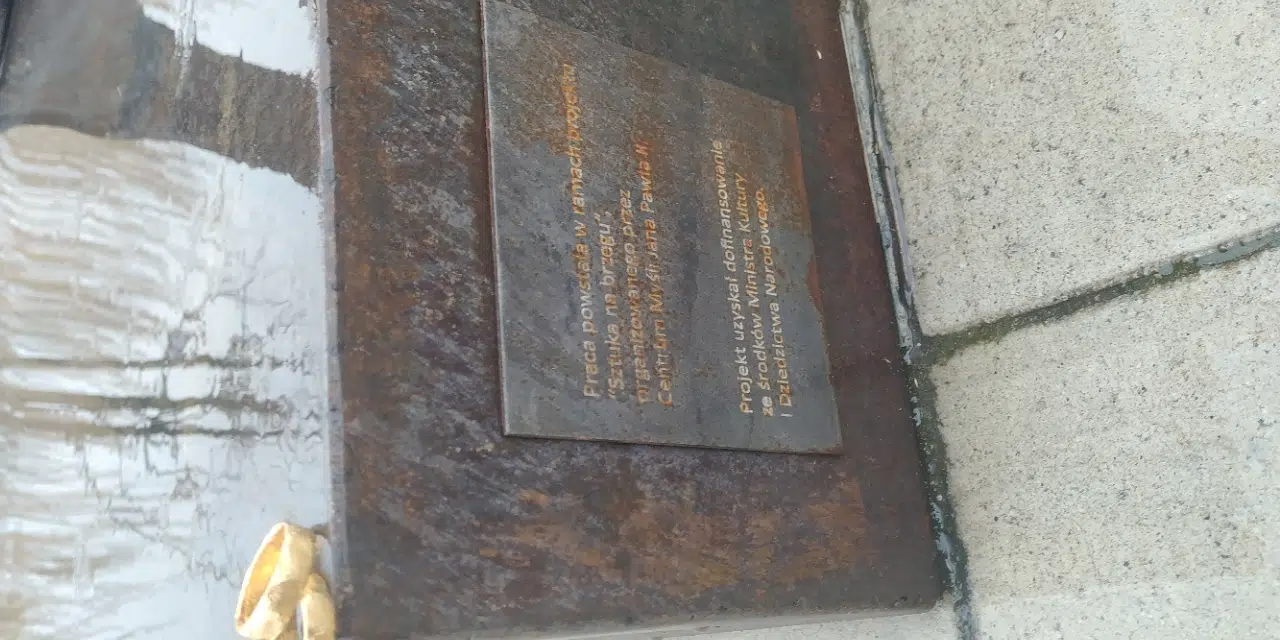 Praca powstała w ramach projektu
"Sztuka na brzegu",
organizowanego przez
Centrum Myśli Jana Pawła II.
Projekt uzyskał dofinansowanie
ze środków Ministra Kultury
i Dziedzictwa Narodowego.